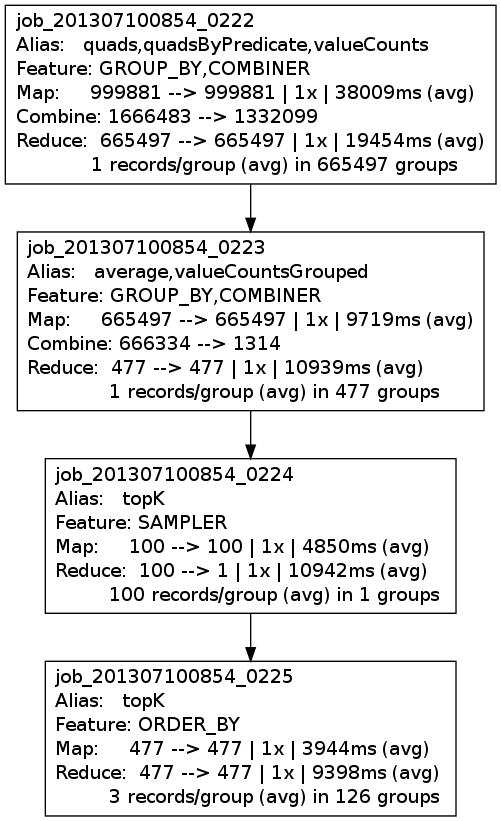 job_201307100854_0222
Alias: quads,quadsByPredicate,valueCounts
Feature: GROUP_BY,COMBINER
Map: 999881 --> 999881 | 1x | 38009ms (avg)
Combine: 1666483 --> 1332099
Reduce: 665497 --> 665497 | 1x | 19454ms (avg)
1 records/group (avg) in 665497 groups
job_201307100854_0223
Alias: average,valueCountsGrouped
Feature: GROUP_BY,COMBINER
Map: 665497 --> 665497 | 1x | 9719ms (avg)
Combine: 666334 --> 1314
Reduce: 477 --> 477 | 1x | 10939ms (avg)
1 records/group (avg) in 477 groups
job_201307100854_0224
Alias: topK
Feature: SAMPLER
Map: 100 --> 100 | 1x | 4850ms (avg)
Reduce: 100 --> 1 | 1x | 10942ms (avg)
100 records/group (avg) in 1 groups
job_201307100854_0225
Alias: topK
Feature: ORDER_BY
Map: 477 --> 477 | 1x | 3944ms (avg)
Reduce: 477 --> 477 | 1x | 9398ms (avg)
3 records/group (avg) in 126 groups